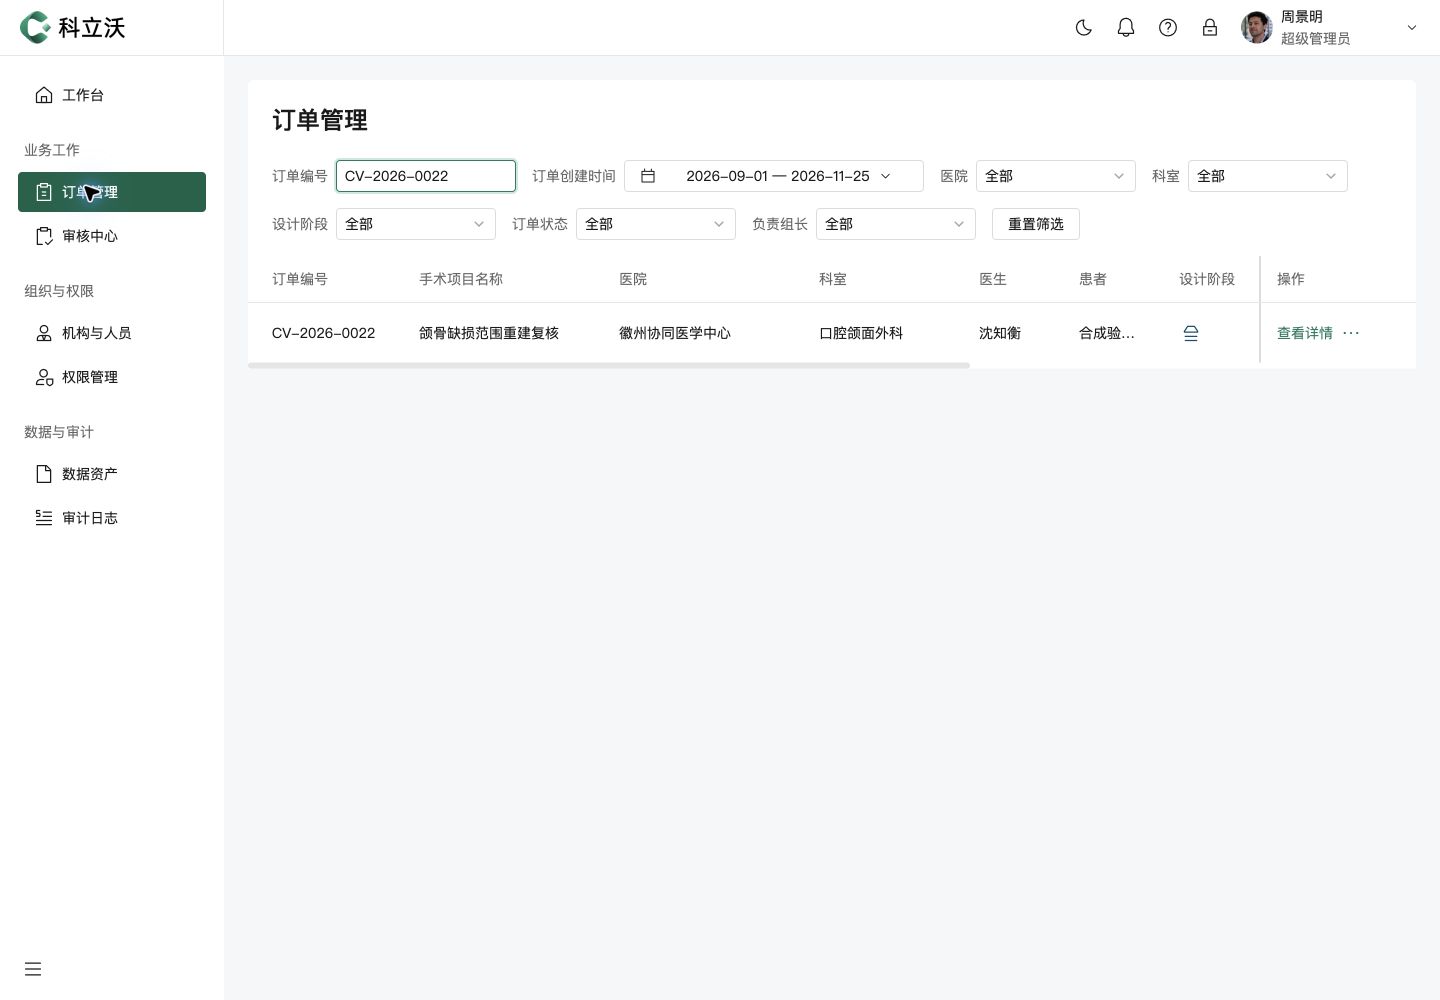 科立沃
周景明
超级管理员
工作台
业务工作
订单管理
审核中心
组织与权限
机构与人员
权限管理
数据与审计
数据资产
审计日志
订单管理
订单编号 CV-2026-0022 订单创建时间 2026-09-01 — 2026-11-25 医院 全部 科室 全部
设计阶段 全部 订单状态 全部 负责组长 全部 重置筛选
订单编号 手术项目名称 医院 科室 医生 患者 设计阶段 操作
CV-2026-0022 颌骨缺损范围重建复核 徽州协同医学中心 口腔颌面外科 沈知衡 合成验... 查看详情 ···